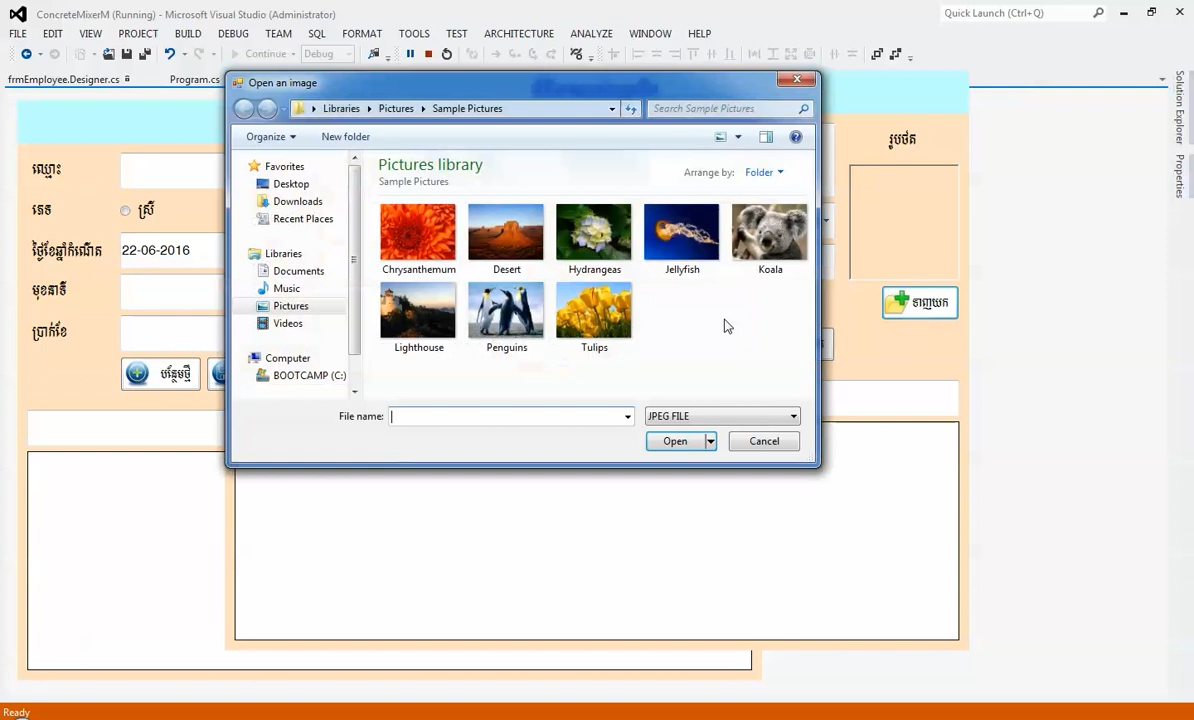 ConcreteMixerM (Running) - Microsoft Visual Studio (Administrator)
Quick Launch (Ctrl+Q)
FILE EDIT VIEW PROJECT BUILD DEBUG TEAM SQL FORMAT TOOLS TEST ARCHITECTURE ANALYZE WINDOW HELP
Continue Debug
frmEmployee.Designer.cs Program.cs
Solution Explorer
Properties
Open an image
Libraries Pictures Sample Pictures
Search Sample Pictures
Organize New folder
Favorites
Desktop
Downloads
Recent Places
Libraries
Documents
Music
Pictures
Videos
Computer
BOOTCAMP (C:)
Pictures library
Sample Pictures
Arrange by: Folder
Chrysanthemum Desert Hydrangeas Jellyfish Koala
Lighthouse Penguins Tulips
File name: JPEG FILE
Open Cancel
ឈ្មោះ
ភេទ ស្រី
ថ្ងៃខែឆ្នាំកំណើត 22-06-2016
មុខនាទី
ប្រាក់ខែ
បន្ថែមថ្មី
រូបថត
ទាញយក
Ready